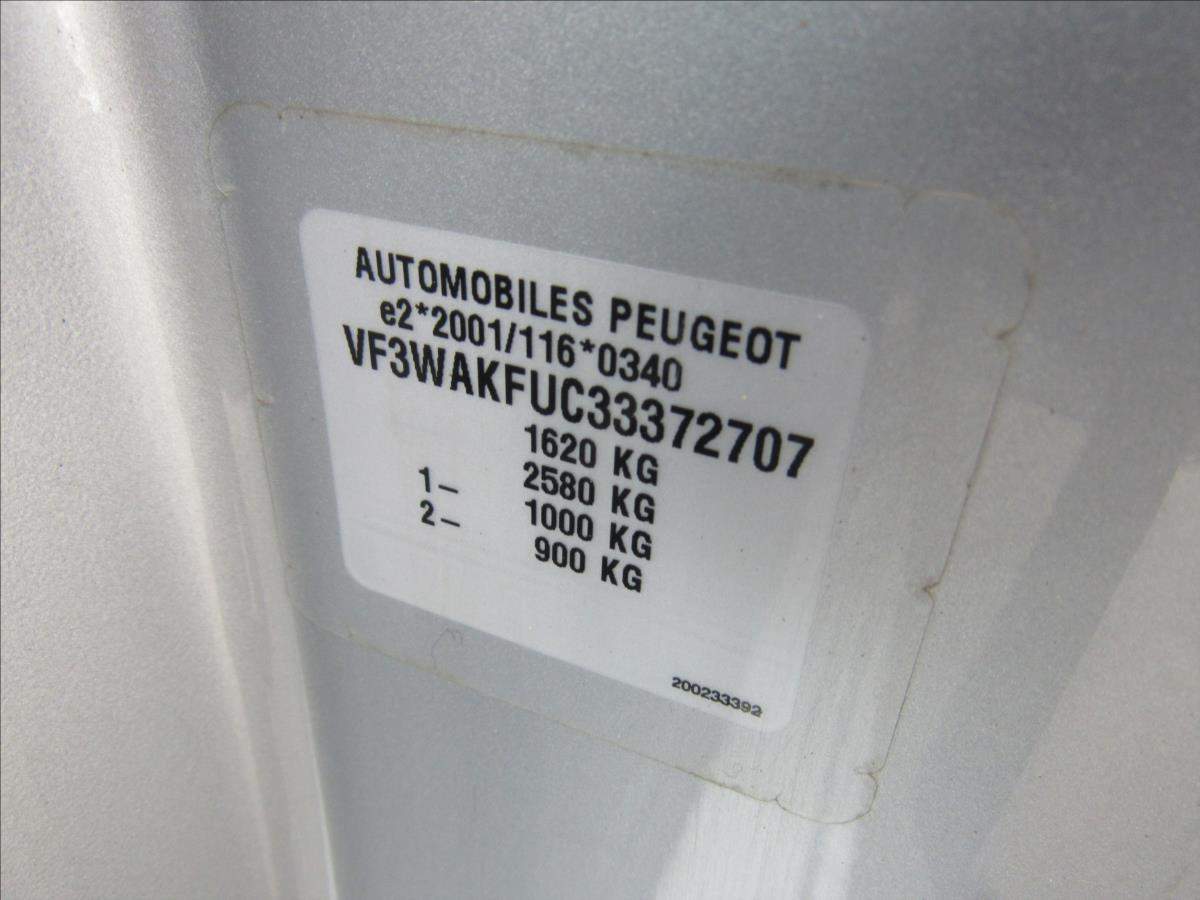 AUTOMOBILES PEUGEOT
e2*2001/116*0340
VF3WAKFUC33372707
1620 KG
1– 2580 KG
2– 1000 KG
900 KG
200233392